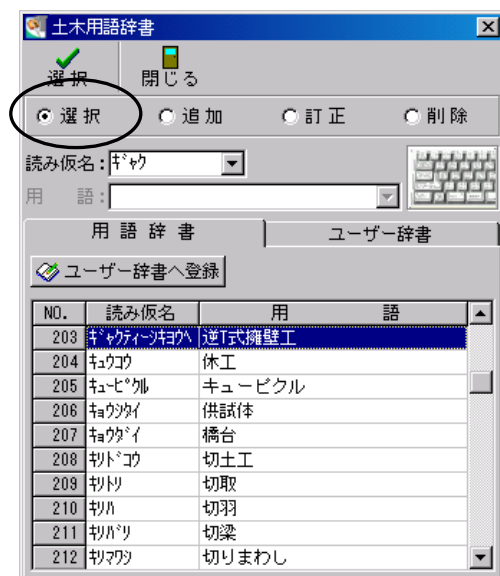 土木用語辞書
選択 閉じる
選択 追加 訂正 削除
読み仮名: ｷﾞｬｸ
用語:
用語辞書 ユーザー辞書
ユーザー辞書へ登録
NO. 読み仮名 用語
203 ｷﾞｬｸﾃｨｰｼｷﾖｳﾍ 逆T式擁壁工
204 ｷｭｳｺｳ 休工
205 ｷｭｰﾋﾟｸﾙ キュービクル
206 ｷｮｳｼﾀｲ 供試体
207 ｷｮｳﾀﾞｲ 橋台
208 ｷﾘﾄﾞｺｳ 切土工
209 ｷﾘﾄﾘ 切取
210 ｷﾘﾊ 切羽
211 ｷﾘﾊﾞﾘ 切梁
212 ｷﾘﾏﾜｼ 切りまわし